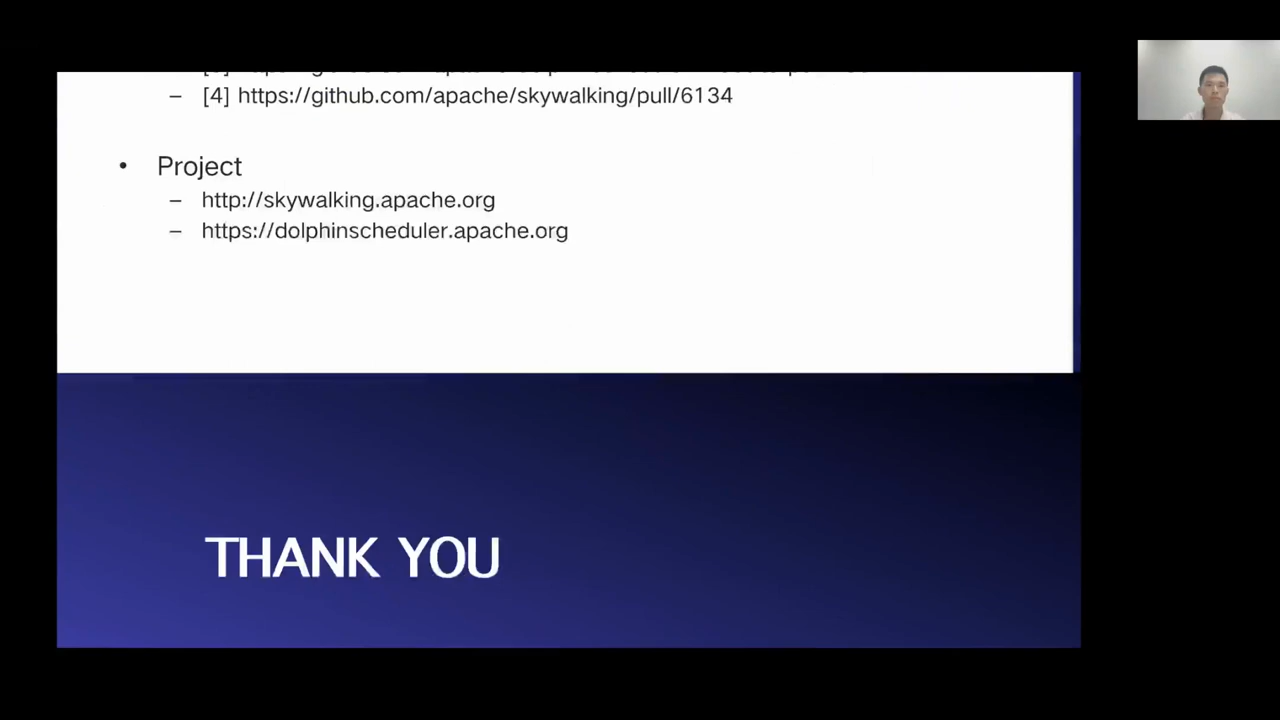 – [4] https://github.com/apache/skywalking/pull/6134
• Project
– http://skywalking.apache.org
– https://dolphinscheduler.apache.org
THANK YOU